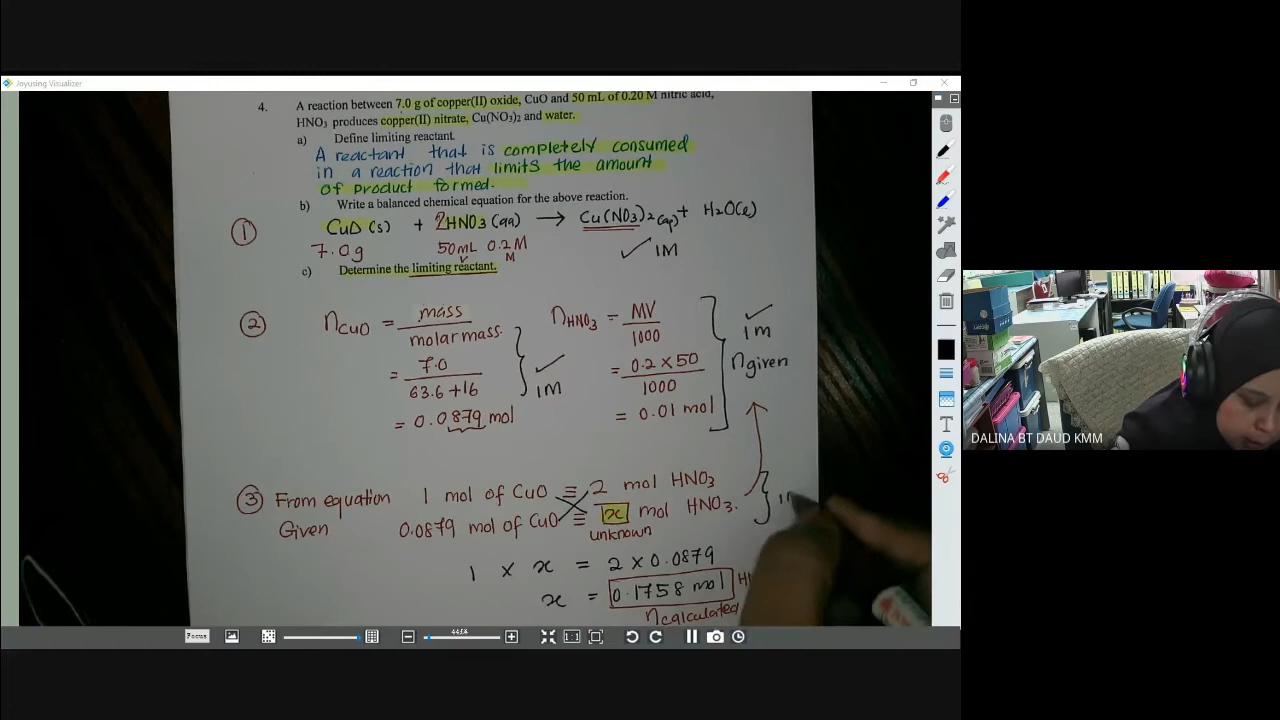 Joyusing Visualizer
4. A reaction between 7.0 g of copper(II) oxide, CuO and 50 mL of 0.20 M nitric acid,
HNO3 produces copper(II) nitrate, Cu(NO3)2 and water.
a) Define limiting reactant
A reactant that is completely consumed
in a reaction that limits the amount
of product formed.
b) Write a balanced chemical equation for the above reaction.
① CuO (s) + 2HNO3 (aq) → Cu(NO3)2 (aq) + H2O(l)
7.0g 50mL 0.2M ✓ 1M
V M
c) Determine the limiting reactant.
② nCuO = mass / molar mass
= 7.0 / 63.6+16
= 0.0879 mol
✓ 1M
nHNO3 = MV / 1000
= 0.2 × 50 / 1000
= 0.01 mol
✓ 1m
ngiven
③ From equation 1 mol of CuO ≡ 2 mol HNO3
Given 0.0879 mol of CuO ≡ x mol HNO3.
unknown
1 × x = 2 × 0.0879
x = 0.1758 mol
ncalculated
Focus
1:1
T
DALINA BT DAUD KMM